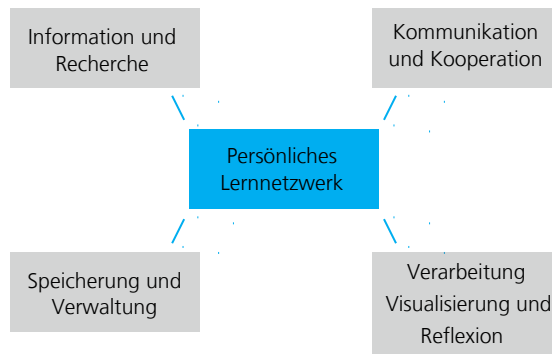 Information und
Recherche
Kommunikation
und Kooperation
Persönliches
Lernnetzwerk
Speicherung und
Verwaltung
Verarbeitung
Visualisierung und
Reflexion